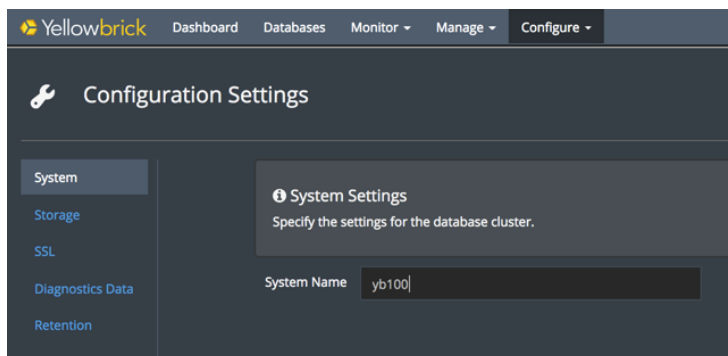 Yellowbrick Dashboard Databases Monitor Manage Configure
Configuration Settings
System
Storage
SSL
Diagnostics Data
Retention
System Settings
Specify the settings for the database cluster.
System Name yb100